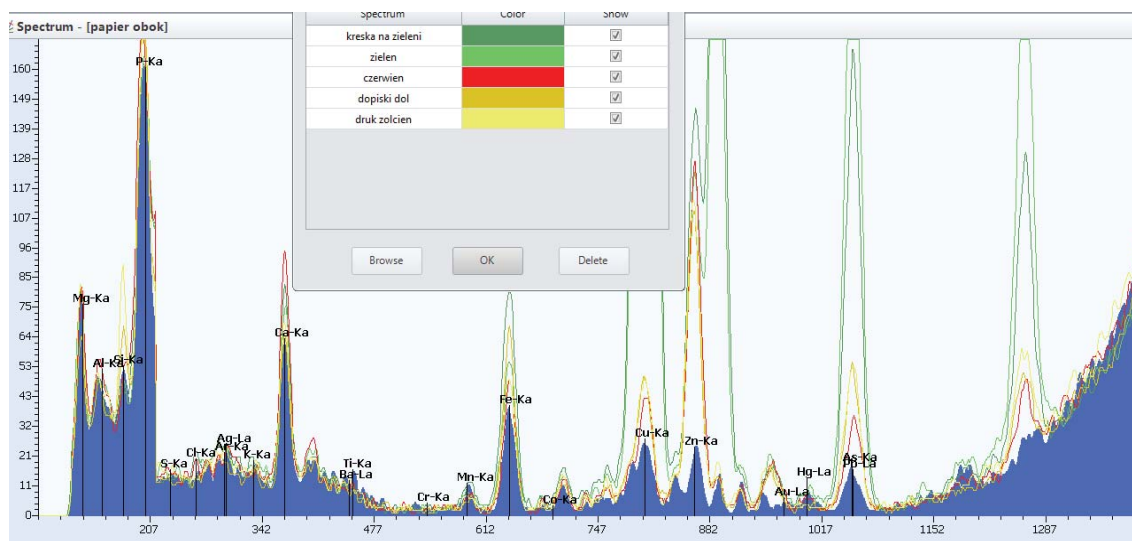 Spectrum - [papier obok]
Spectrum Color Show
kreska na zieleni
zielen
czerwien
dopiski dol
druk zolcien
Browse OK Delete
160
149
139
128
117
107
96
85
75
64
53
43
32
21
11
0
P-Ka
Mg-Ka
Al-Ka
Si-Ka
S-Ka
Cl-Ka
Ag-La
Ar-Ka
K-Ka
Ca-Ka
Ti-Ka
Ba-La
Cr-Ka
Mn-Ka
Fe-Ka
Co-Ka
Cu-Ka
Zn-Ka
Au-La
Hg-La
As-Ka
Pb-La
207 342 477 612 747 882 1017 1152 1287